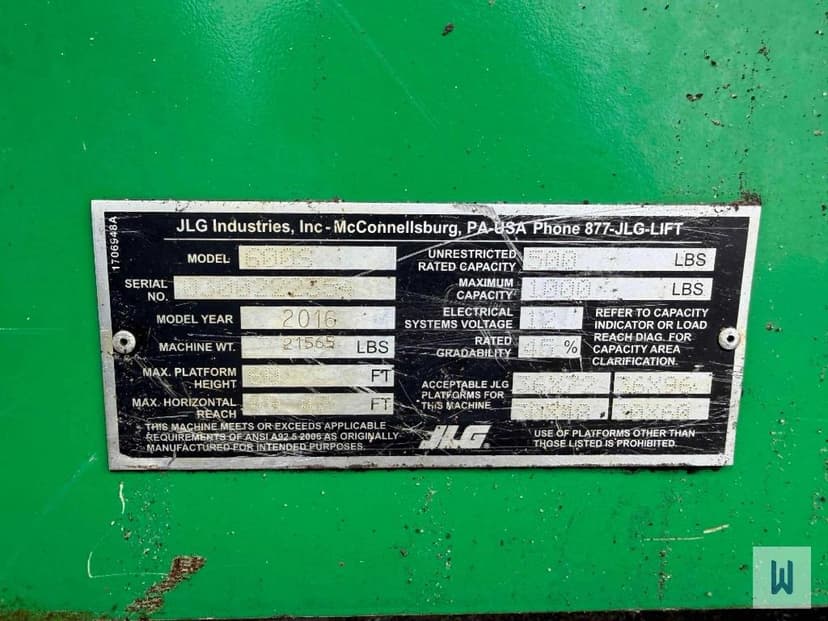 1706948A
JLG Industries, Inc - McConnellsburg, PA-USA Phone 877-JLG-LIFT
MODEL 600S
SERIAL NO.
MODEL YEAR 2016
MACHINE WT. 21565 LBS
MAX. PLATFORM HEIGHT FT
MAX. HORIZONTAL REACH FT
THIS MACHINE MEETS OR EXCEEDS APPLICABLE
REQUIREMENTS OF ANSI A92.5 2006 AS ORIGINALLY
MANUFACTURED FOR INTENDED PURPOSES.
UNRESTRICTED
RATED CAPACITY 500 LBS
MAXIMUM
CAPACITY 1000 LBS
ELECTRICAL
SYSTEMS VOLTAGE 12
RATED
GRADABILITY 45 %
REFER TO CAPACITY
INDICATOR OR LOAD
REACH DIAG. FOR
CAPACITY AREA
CLARIFICATION.
ACCEPTABLE JLG
PLATFORMS FOR
THIS MACHINE
JLG
USE OF PLATFORMS OTHER THAN
THOSE LISTED IS PROHIBITED.
W